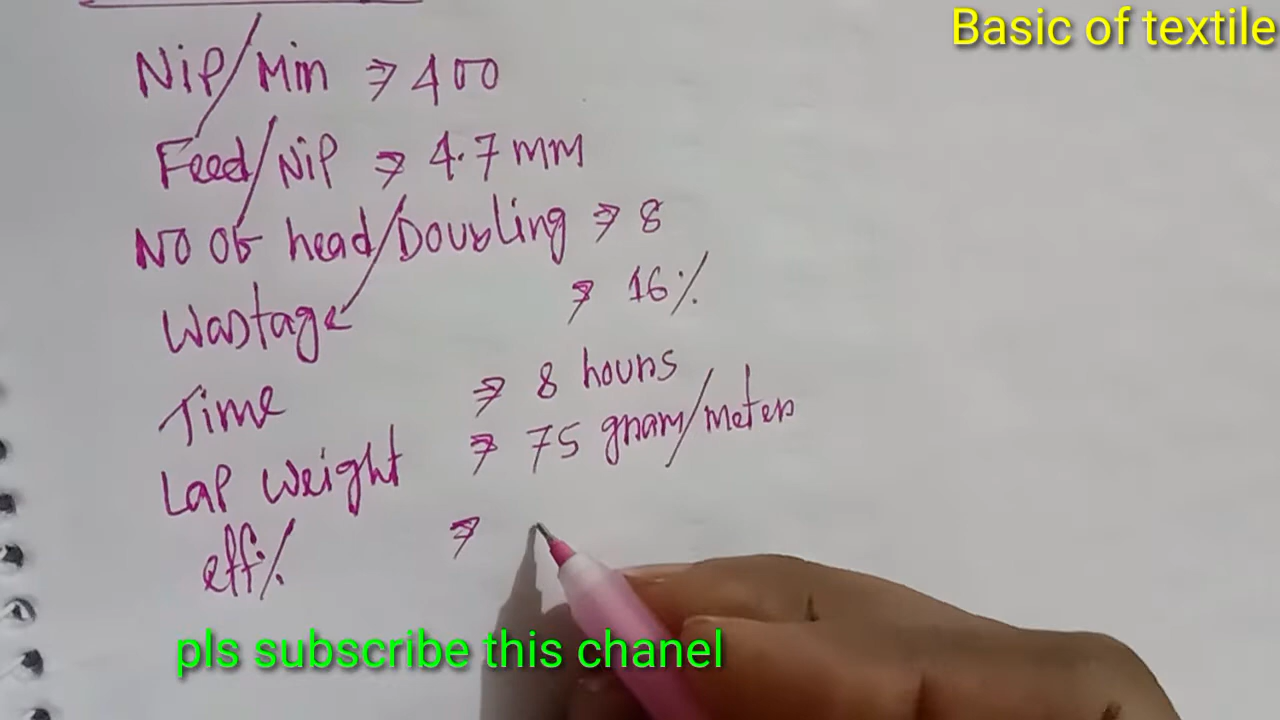 Basic of textile
Nip/Min ⇒ 400
Feed/Nip ⇒ 4.7 mm
No of head/Doubling ⇒ 8
Wastage ⇒ 16%
Time ⇒ 8 hours
Lap weight ⇒ 75 gram/meter
eff% ⇒
pls subscribe this chanel